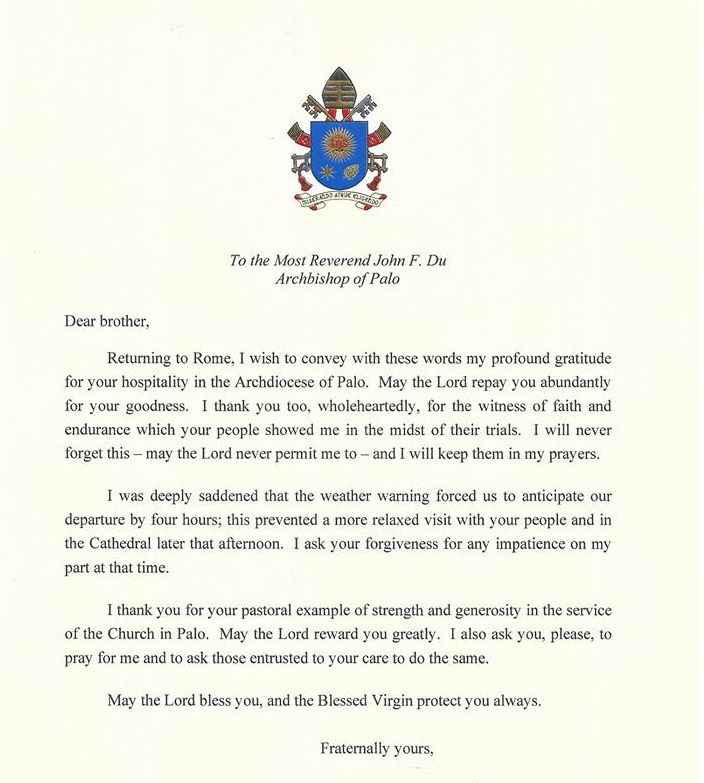 MISERANDO ATQUE ELIGENDO
To the Most Reverend John F. Du
Archbishop of Palo
Dear brother,
Returning to Rome, I wish to convey with these words my profound gratitude
for your hospitality in the Archdiocese of Palo. May the Lord repay you abundantly
for your goodness. I thank you too, wholeheartedly, for the witness of faith and
endurance which your people showed me in the midst of their trials. I will never
forget this – may the Lord never permit me to – and I will keep them in my prayers.
I was deeply saddened that the weather warning forced us to anticipate our
departure by four hours; this prevented a more relaxed visit with your people and in
the Cathedral later that afternoon. I ask your forgiveness for any impatience on my
part at that time.
I thank you for your pastoral example of strength and generosity in the service
of the Church in Palo. May the Lord reward you greatly. I also ask you, please, to
pray for me and to ask those entrusted to your care to do the same.
May the Lord bless you, and the Blessed Virgin protect you always.
Fraternally yours,